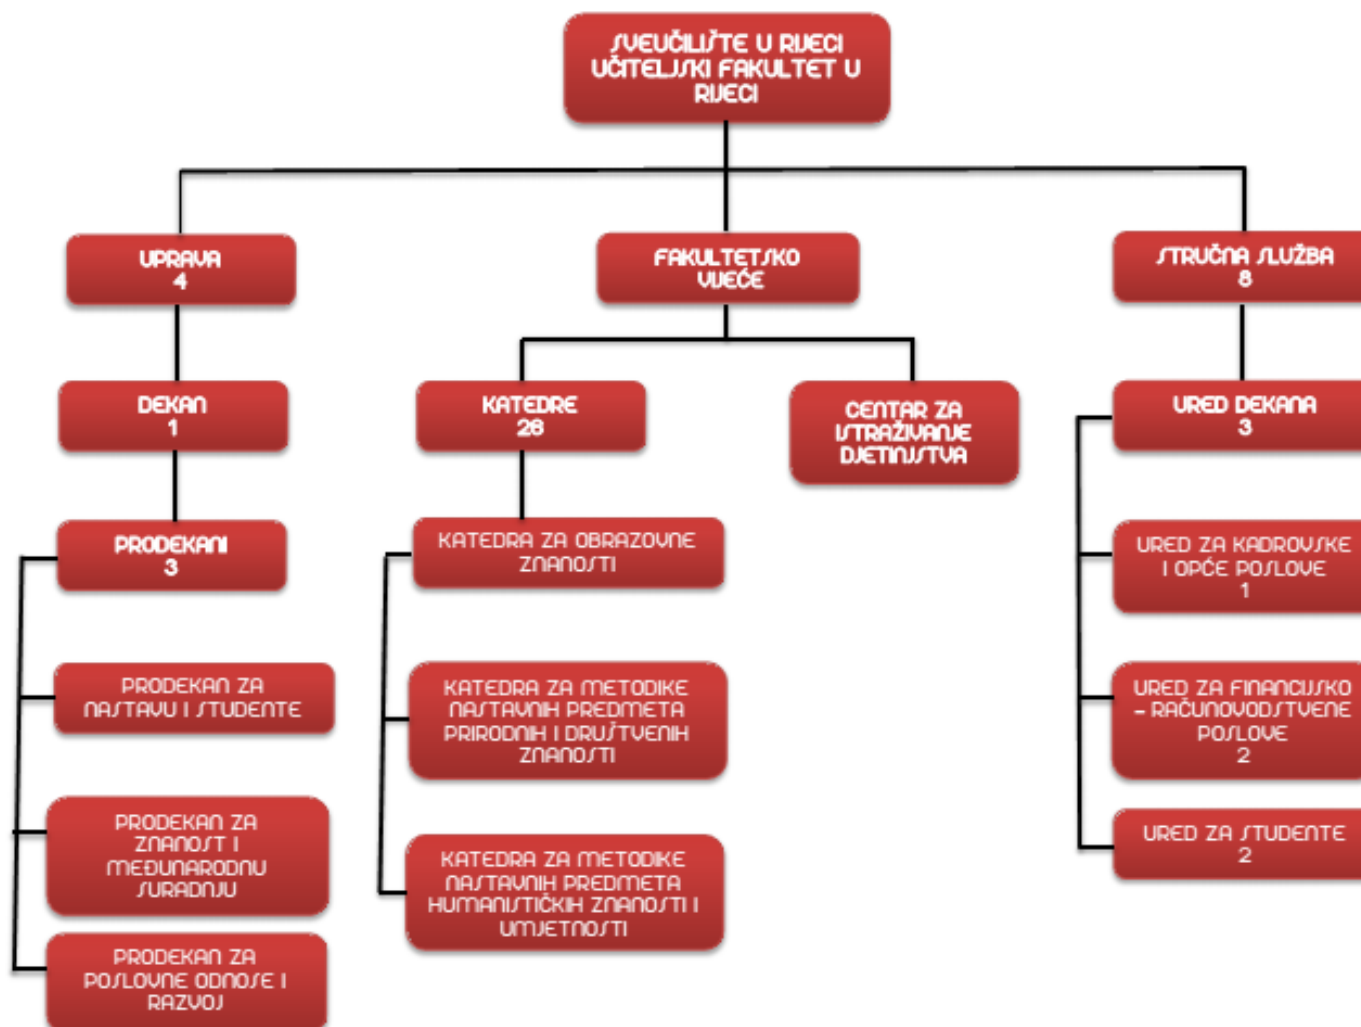 SVEUČILIŠTE U RIJECI
UČITELJSKI FAKULTET U
RIJECI
UPRAVA
4
FAKULTETSKO
VIJEĆE
STRUČNA SLUŽBA
8
DEKAN
1
KATEDRE
28
CENTAR ZA
ISTRAŽIVANJE
DJETINJSTVA
URED DEKANA
3
PRODEKANI
3
KATEDRA ZA OBRAZOVNE
ZNANOSTI
URED ZA KADROVSKE
I OPĆE POSLOVE
1
PRODEKAN ZA
NASTAVU I STUDENTE
KATEDRA ZA METODIKE
NASTAVNIH PREDMETA
PRIRODNIH I DRUŠTVENIH
ZNANOSTI
URED ZA FINANCIJSKO
– RAČUNOVODSTVENE
POSLOVE
2
PRODEKAN ZA
ZNANOST I
MEĐUNARODNU
SURADNJU
KATEDRA ZA METODIKE
NASTAVNIH PREDMETA
HUMANISTIČKIH ZNANOSTI I
UMJETNOSTI
URED ZA STUDENTE
2
PRODEKAN ZA
POSLOVNE ODNOSE I
RAZVOJ